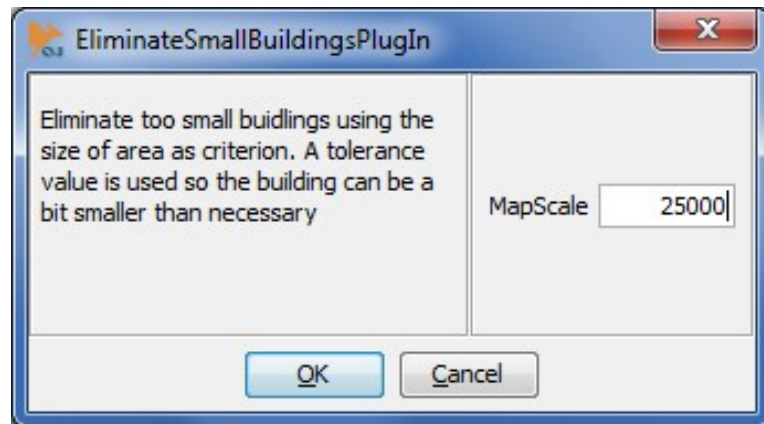 EliminateSmallBuildingsPlugIn
Eliminate too small buidlings using the
size of area as criterion. A tolerance
value is used so the building can be a
bit smaller than necessary
MapScale 25000
OK Cancel